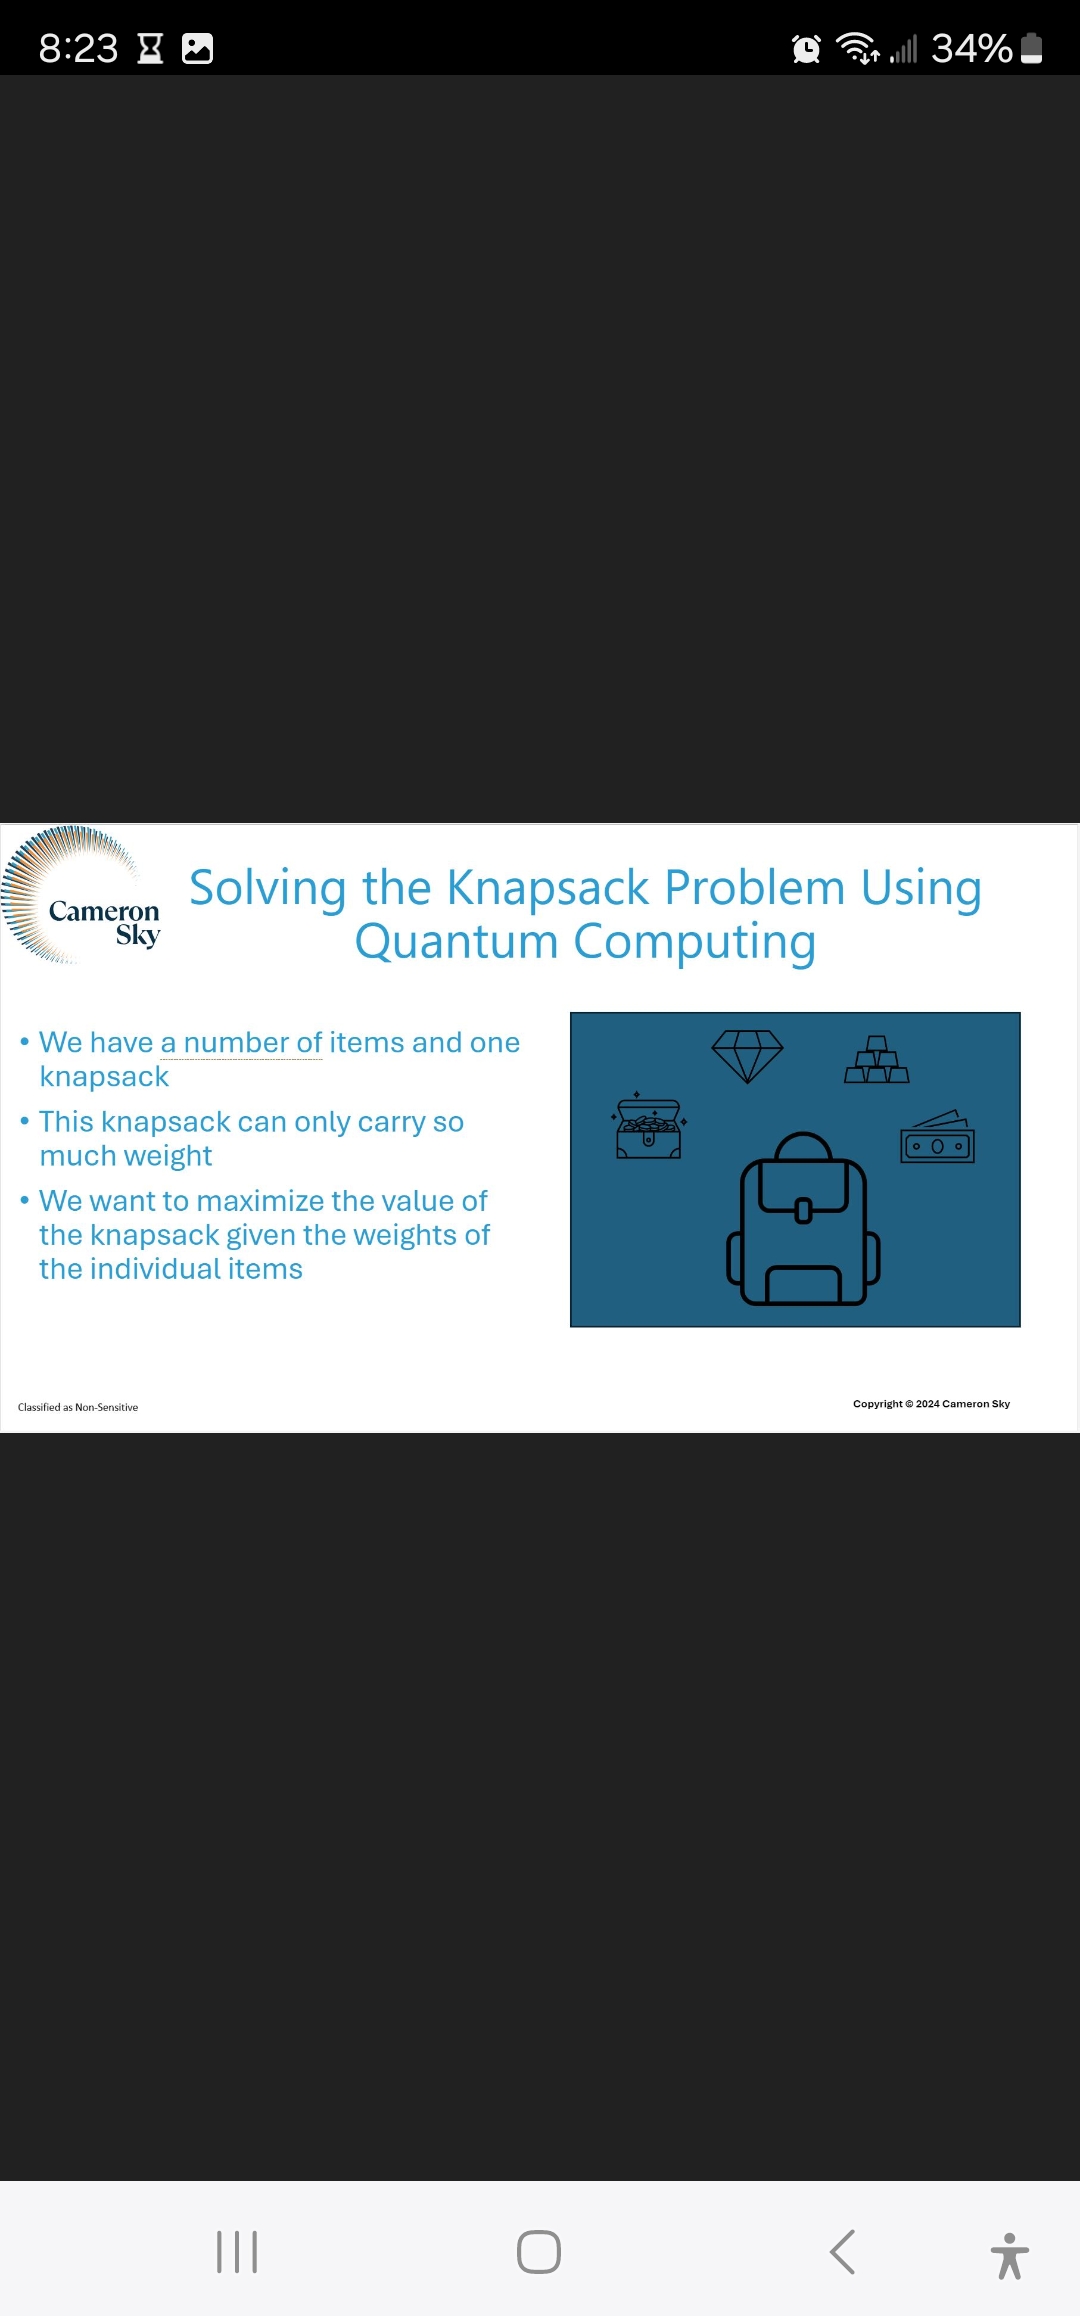 8:23
34%
Cameron
Sky
Solving the Knapsack Problem Using
Quantum Computing
• We have a number of items and one
knapsack
• This knapsack can only carry so
much weight
• We want to maximize the value of
the knapsack given the weights of
the individual items
Classified as Non-Sensitive
Copyright © 2024 Cameron Sky